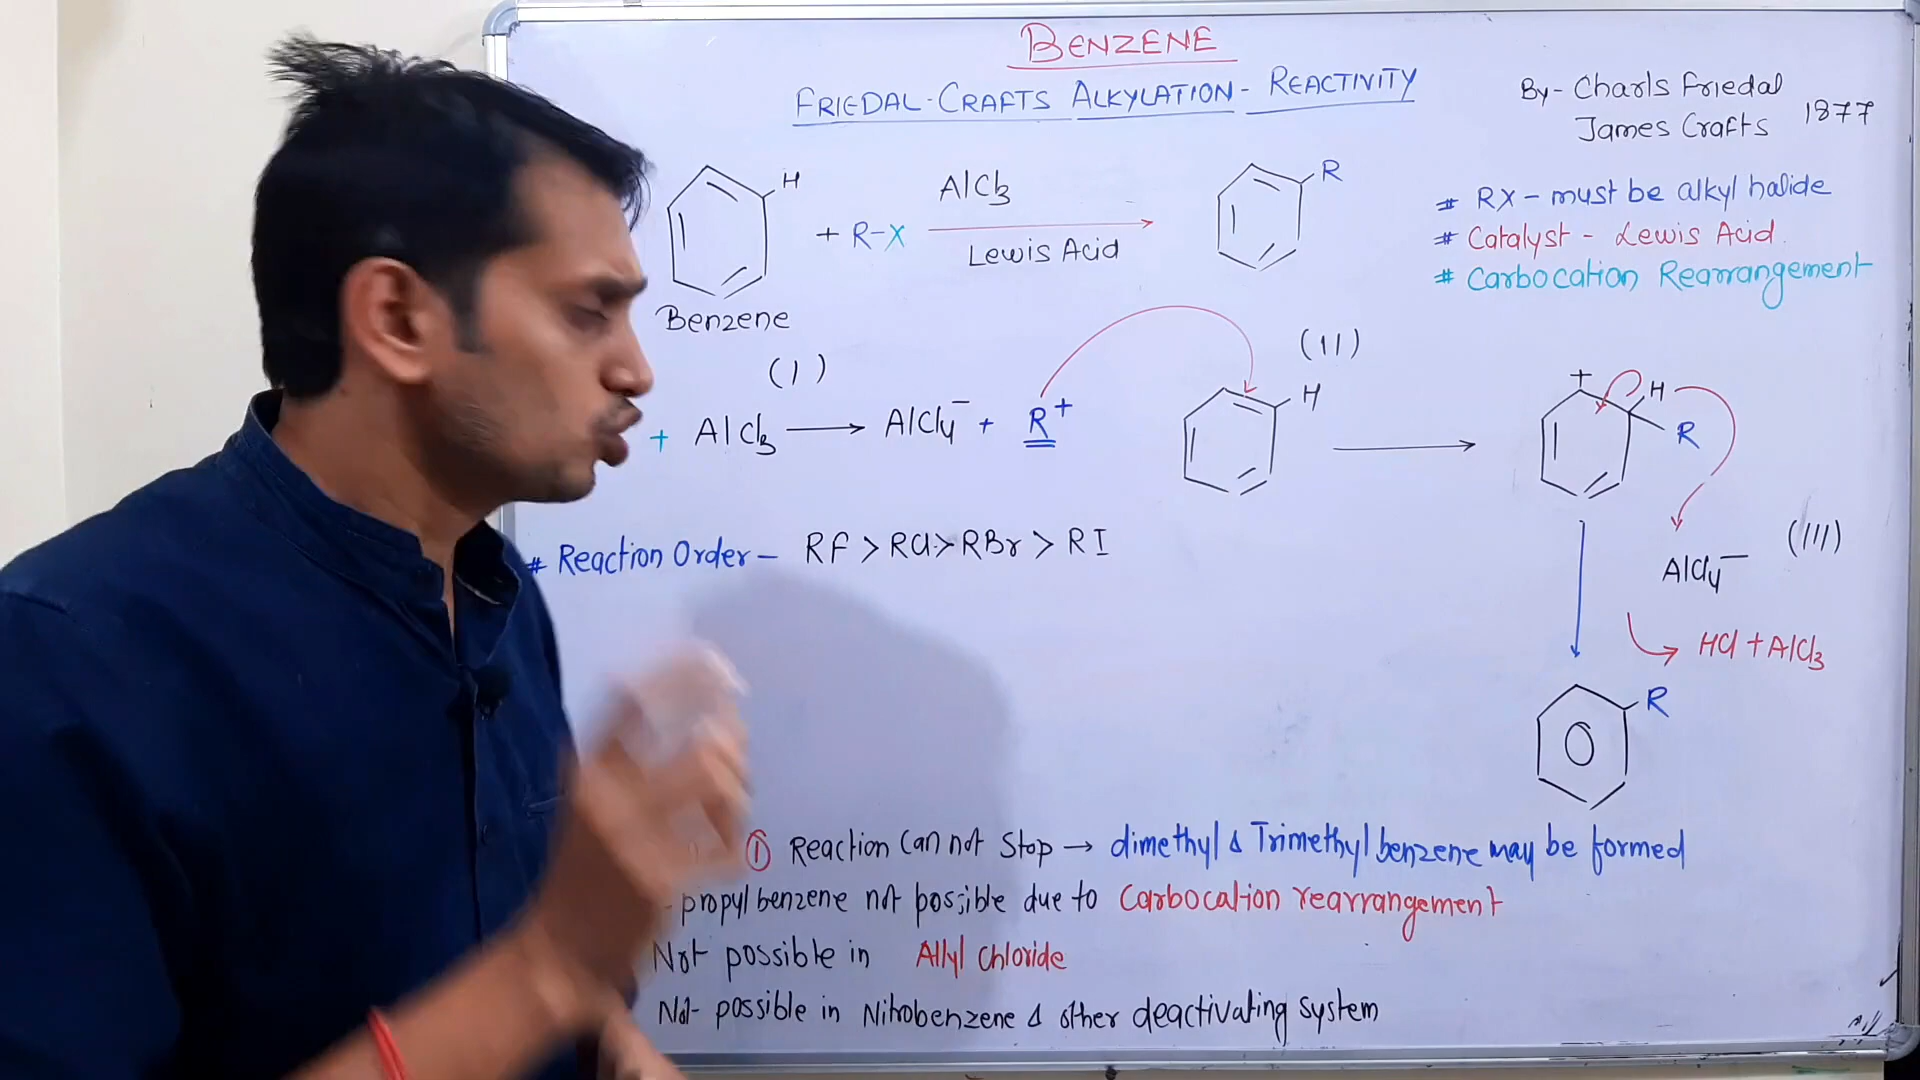 BENZENE
FRIEDAL-CRAFTS ALKYLATION - REACTIVITY
By- Charls Friedal
James Crafts 1877
H
+ R-X
AlCl3
Lewis Acid
R
Benzene
# RX - must be alkyl halide
# Catalyst - Lewis Acid
# Carbocation Rearrangement
(I)
+ AlCl3 → AlCl4⁻ + R⁺
(II)
H
+
H
R
AlCl4⁻
(III)
HCl + AlCl3
R
# Reaction Order - RF > RCl > RBr > RI
① Reaction Can not Stop → dimethyl & Trimethyl benzene may be formed
- propyl benzene not possible due to Carbocation rearrangement
Not possible in Allyl Chloride
Not possible in Nitrobenzene & other deactivating system